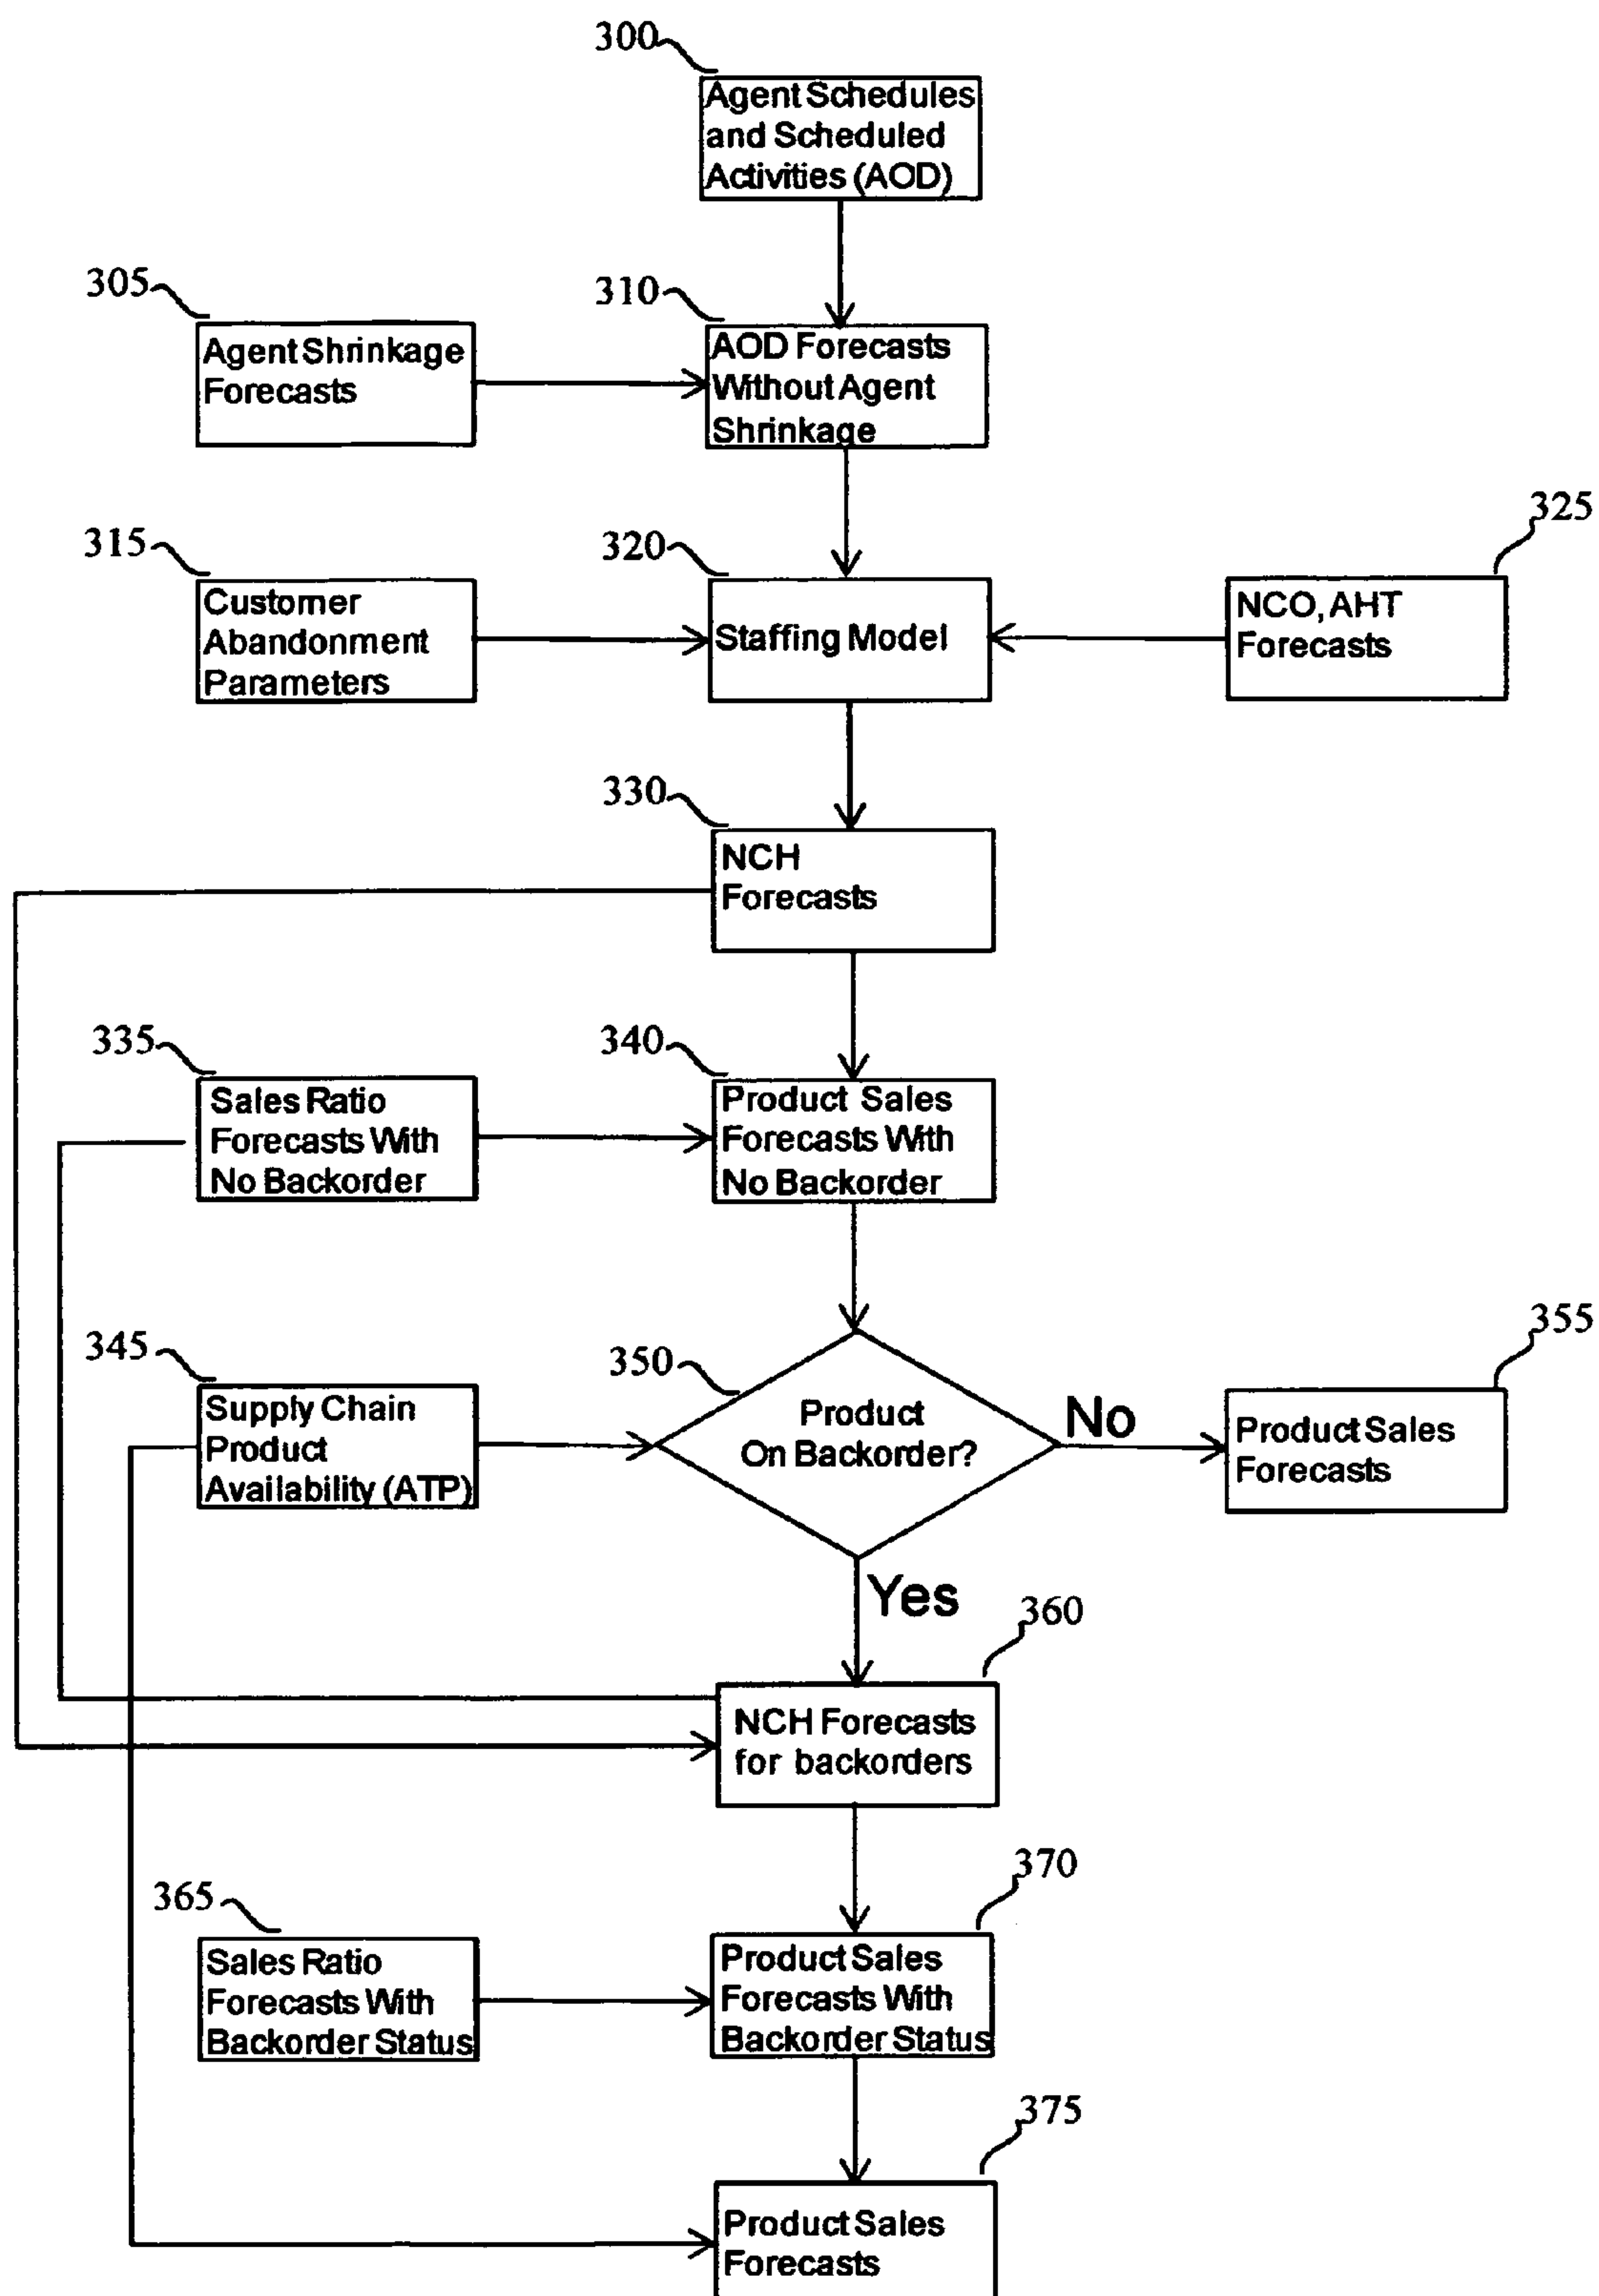 300
Agent Schedules
and Scheduled
Activities (AOD)
305
310
Agent Shrinkage
Forecasts
AOD Forecasts
Without Agent
Shrinkage
315
320
325
Customer
Abandonment
Parameters
Staffing Model
NCO, AHT
Forecasts
330
NCH
Forecasts
335
340
Sales Ratio
Forecasts With
No Backorder
Product Sales
Forecasts With
No Backorder
345
350
355
Supply Chain
Product
Availability (ATP)
Product
On Backorder?
No
Product Sales
Forecasts
Yes
360
NCH Forecasts
for backorders
365
370
Sales Ratio
Forecasts With
Backorder Status
Product Sales
Forecasts With
Backorder Status
375
Product Sales
Forecasts